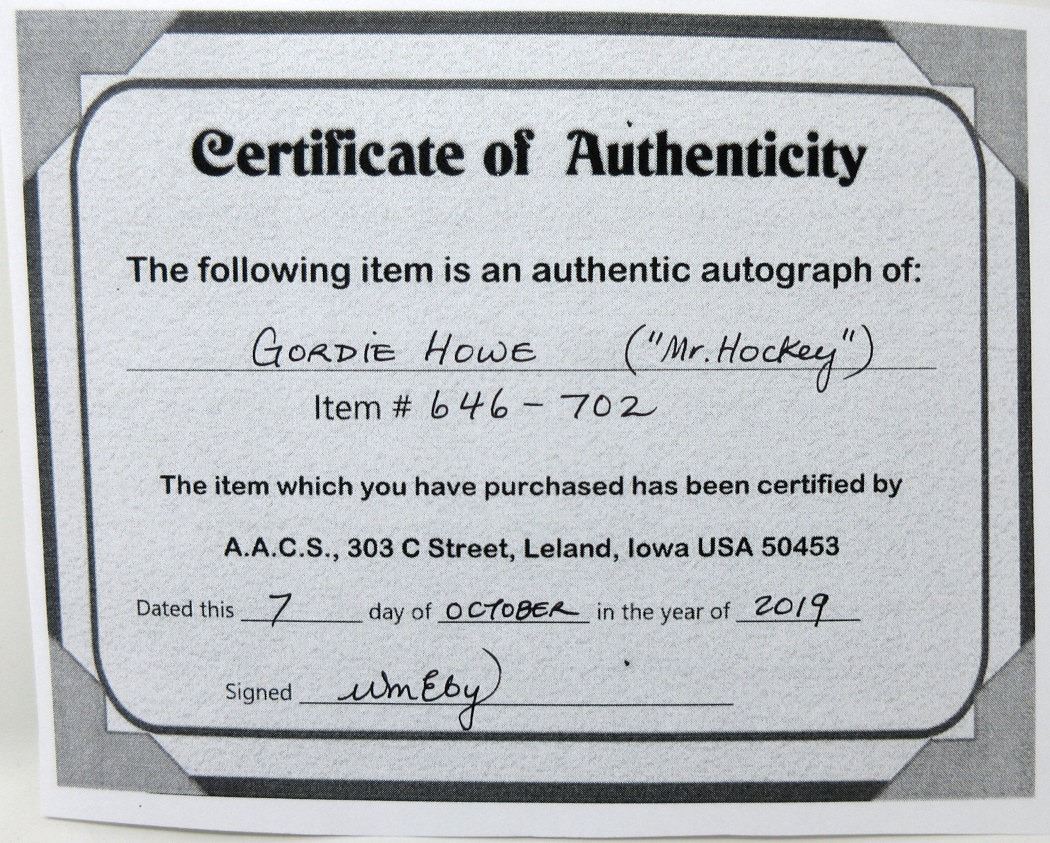 Certificate of Authenticity
The following item is an authentic autograph of:
GORDIE HOWE ("Mr. Hockey")
Item # 646-702
The item which you have purchased has been certified by
A.A.C.S., 303 C Street, Leland, Iowa USA 50453
Dated this 7 day of OCTOBER in the year of 2019
Signed WmEby